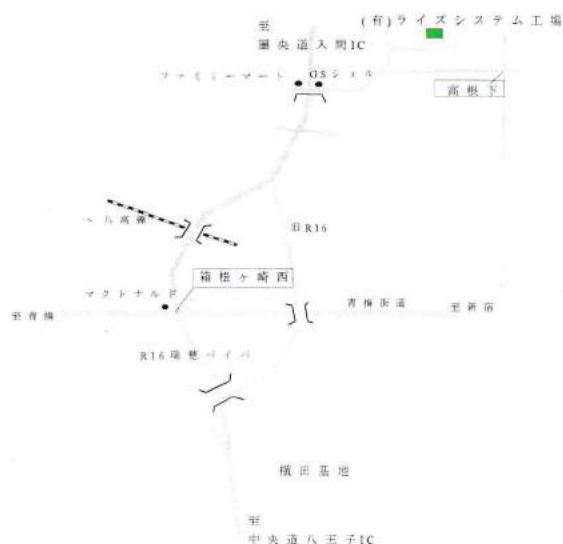 至
圏央道入間IC
(有)ライズシステム工場
ファミリーマート
GSシェル
高根下
八高線
旧R16
箱根ヶ崎西
マクドナルド
至青梅
青梅街道
至新宿
R16瑞穂バイパ
横田基地
至
中央道八王子IC